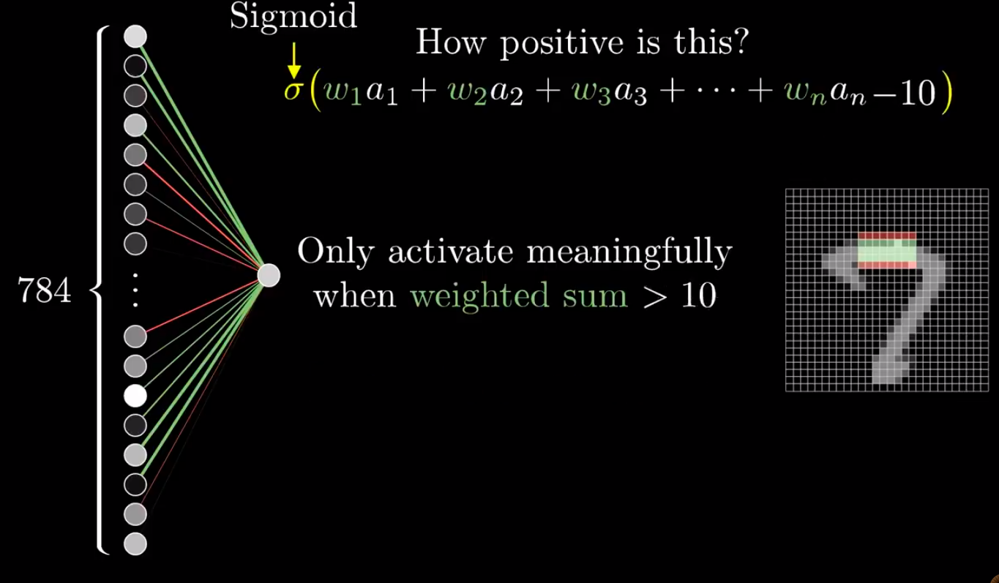 Sigmoid
How positive is this?
σ(w₁a₁ + w₂a₂ + w₃a₃ + ⋯ + wₙaₙ−10)
784
Only activate meaningfully
when weighted sum > 10